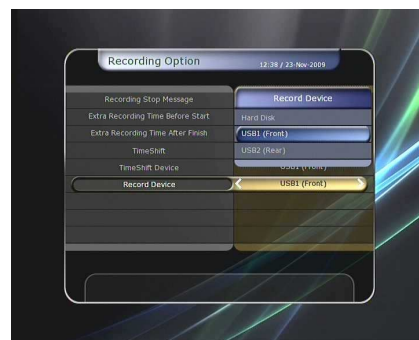 Recording Option
12:38 / 23-Nov-2009
Recording Stop Message
Record Device
Extra Recording Time Before Start
Hard Disk
Extra Recording Time After Finish
USB1 (Front)
TimeShift
USB2 (Rear)
TimeShift Device
USB1 (Front)
Record Device
USB1 (Front)